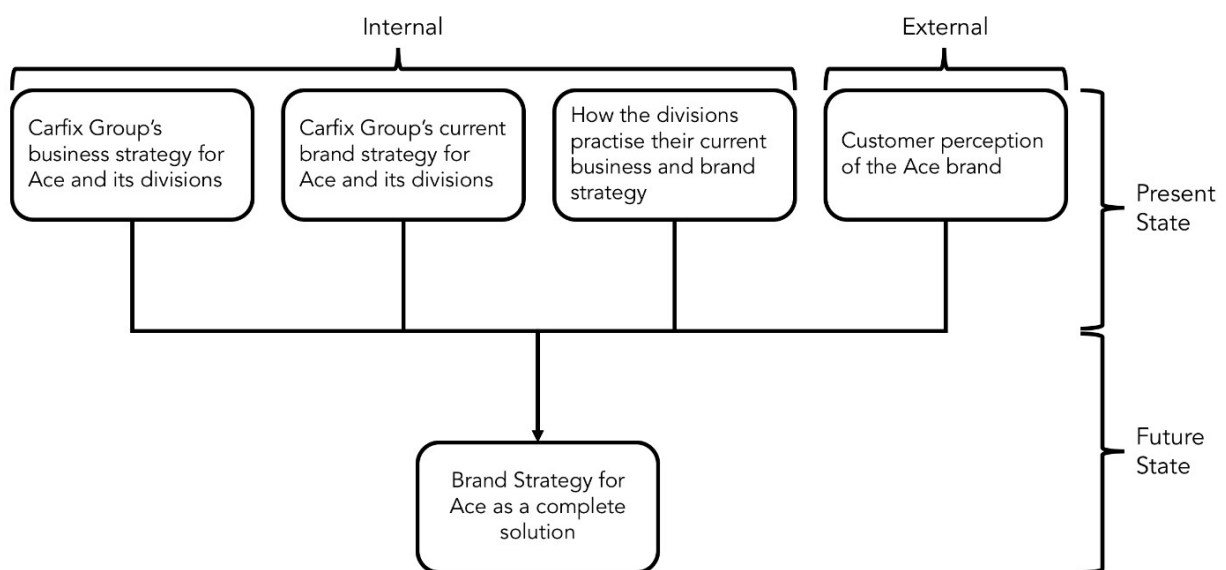 Internal
External
Carfix Group’s
business strategy for
Ace and its divisions
Carfix Group’s current
brand strategy for
Ace and its divisions
How the divisions
practise their current
business and brand
strategy
Customer perception
of the Ace brand
Present
State
Future
State
Brand Strategy for
Ace as a complete
solution